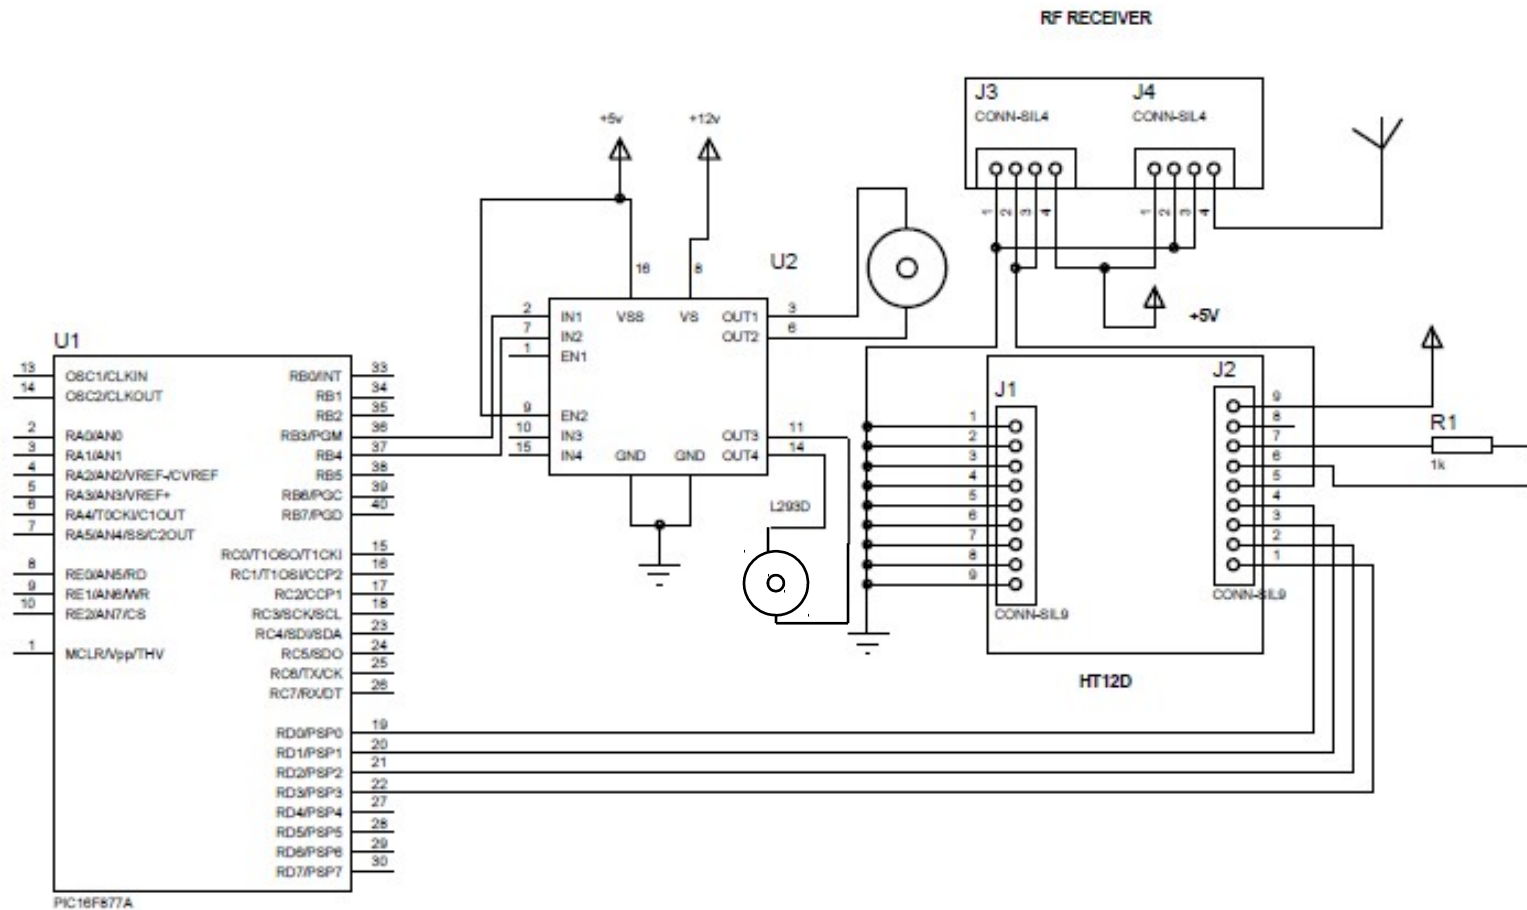 RF RECEIVER
J3
CONN-SIL4
J4
CONN-SIL4
1
2
3
4
1
2
3
4
+5V
+5v
+12v
U2
16
8
2
IN1
7
IN2
1
EN1
9
EN2
10
IN3
15
IN4
VSS
VS
GND
GND
OUT1
3
OUT2
6
OUT3
11
OUT4
14
L293D
U1
13
OSC1/CLKIN
14
OSC2/CLKOUT
2
RA0/AN0
3
RA1/AN1
4
RA2/AN2/VREF-/CVREF
5
RA3/AN3/VREF+
6
RA4/T0CKI/C1OUT
7
RA5/AN4/SS/C2OUT
8
RE0/AN5/RD
9
RE1/AN6/WR
10
RE2/AN7/CS
1
MCLR/Vpp/THV
RB0/INT
33
RB1
34
RB2
35
RB3/PGM
36
RB4
37
RB5
38
RB6/PGC
39
RB7/PGD
40
RC0/T1OSO/T1CKI
15
RC1/T1OSI/CCP2
16
RC2/CCP1
17
RC3/SCK/SCL
18
RC4/SDI/SDA
23
RC5/SDO
24
RC6/TX/CK
25
RC7/RX/DT
26
RD0/PSP0
19
RD1/PSP1
20
RD2/PSP2
21
RD3/PSP3
22
RD4/PSP4
27
RD5/PSP5
28
RD6/PSP6
29
RD7/PSP7
30
PIC16F877A
J1
1
2
3
4
5
6
7
8
9
CONN-SIL9
J2
9
8
7
6
5
4
3
2
1
CONN-SIL9
R1
1k
HT12D